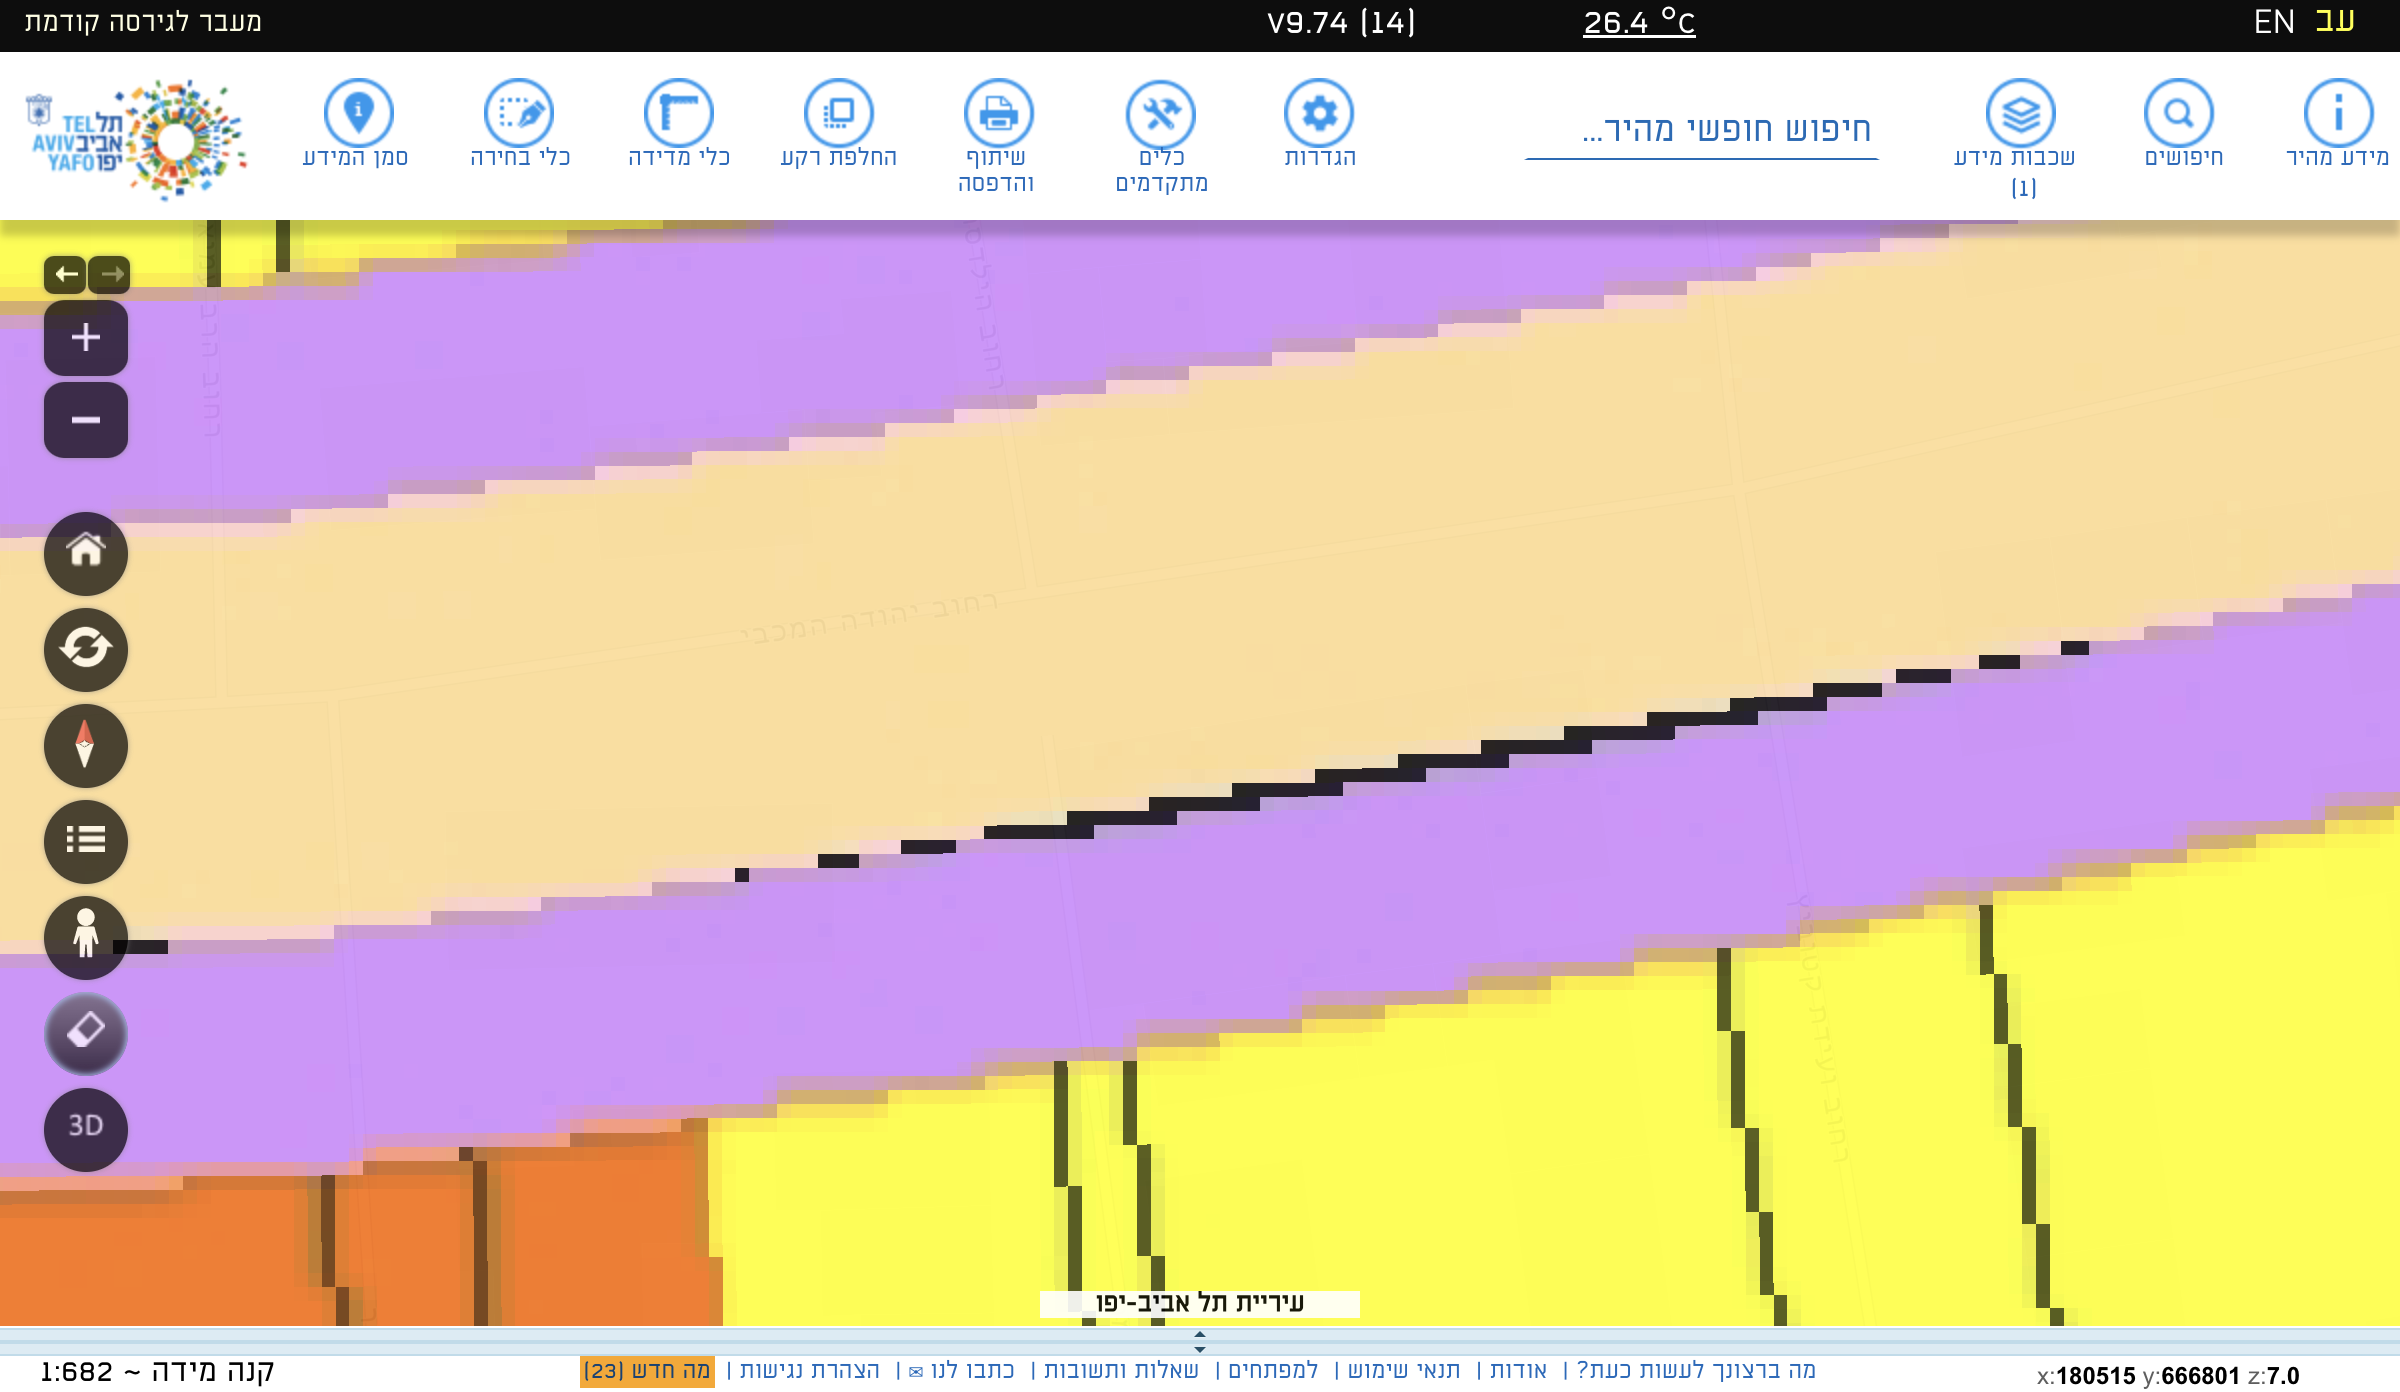 עב EN
26.4 °C
V9.74 (14)
מעבר לגירסה קודמת
מידע מהיר
חיפושים
שכבות מידע
(1)
חיפוש חופשי מהיר...
הגדרות
כלים
מתקדמים
שיתוף
והדפסה
החלפת רקע
כלי מדידה
כלי בחירה
סמן המידע
תל TEL
אביב AVIV
יפו YAFO
רחוב יהודה המכבי
3D
עיריית תל אביב-יפו
x:180515 y:666801 z:7.0
מה ברצונך לעשות כעת? | אודות | תנאי שימוש | למפתחים | שאלות ותשובות | כתבו לנו ✉ | הצהרת נגישות | מה חדש (23)
קנה מידה ~ 1:682